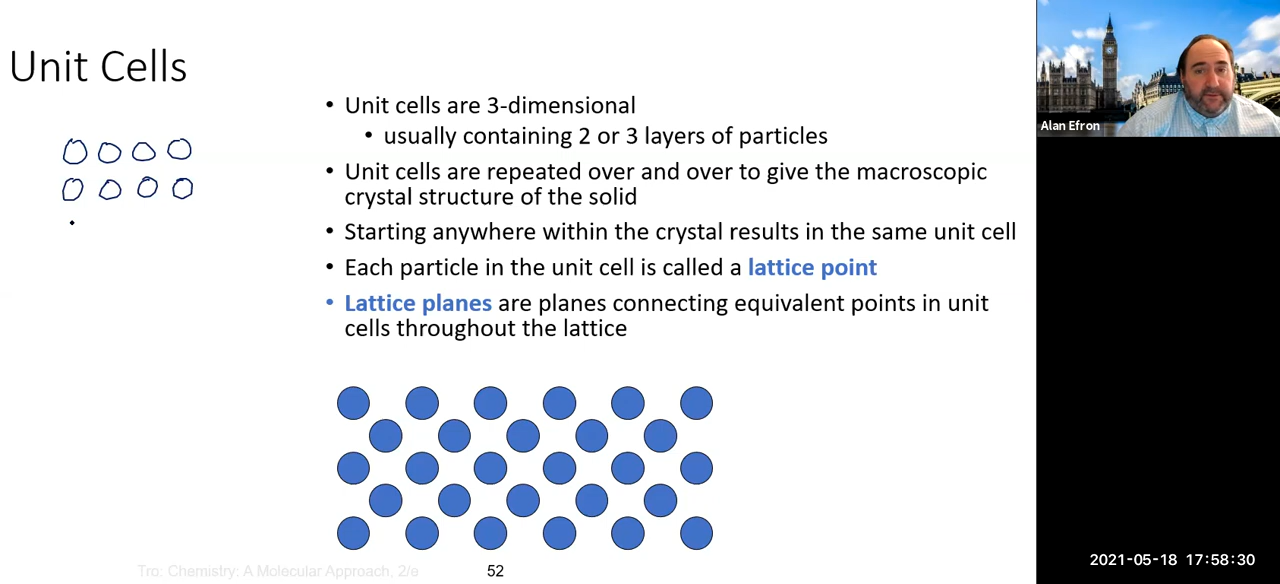 Unit Cells
• Unit cells are 3-dimensional
• usually containing 2 or 3 layers of particles
• Unit cells are repeated over and over to give the macroscopic
crystal structure of the solid
• Starting anywhere within the crystal results in the same unit cell
• Each particle in the unit cell is called a lattice point
• Lattice planes are planes connecting equivalent points in unit
cells throughout the lattice
Tro: Chemistry: A Molecular Approach, 2/e
52
Alan Efron
2021-05-18 17:58:30